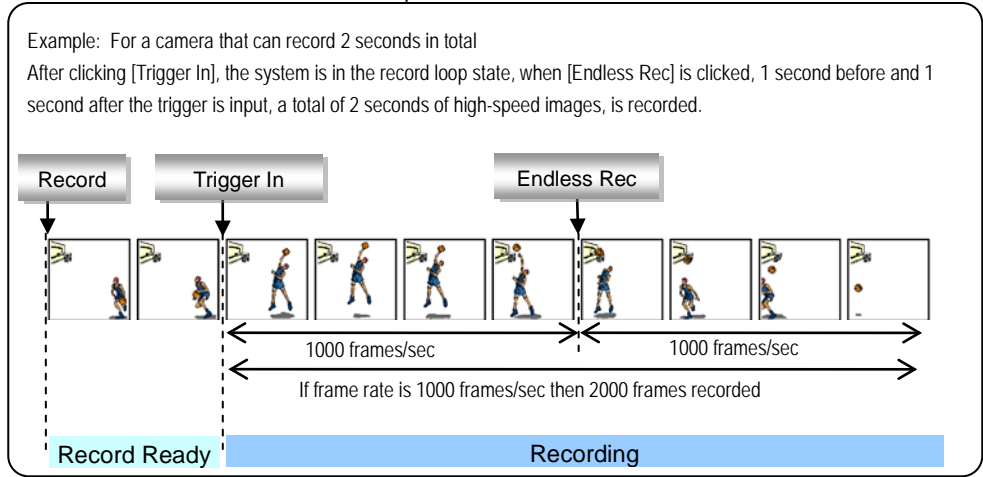 Example: For a camera that can record 2 seconds in total
After clicking [Trigger In], the system is in the record loop state, when [Endless Rec] is clicked, 1 second before and 1
second after the trigger is input, a total of 2 seconds of high-speed images, is recorded.
Record
Trigger In
Endless Rec
1000 frames/sec
1000 frames/sec
If frame rate is 1000 frames/sec then 2000 frames recorded
Record Ready
Recording